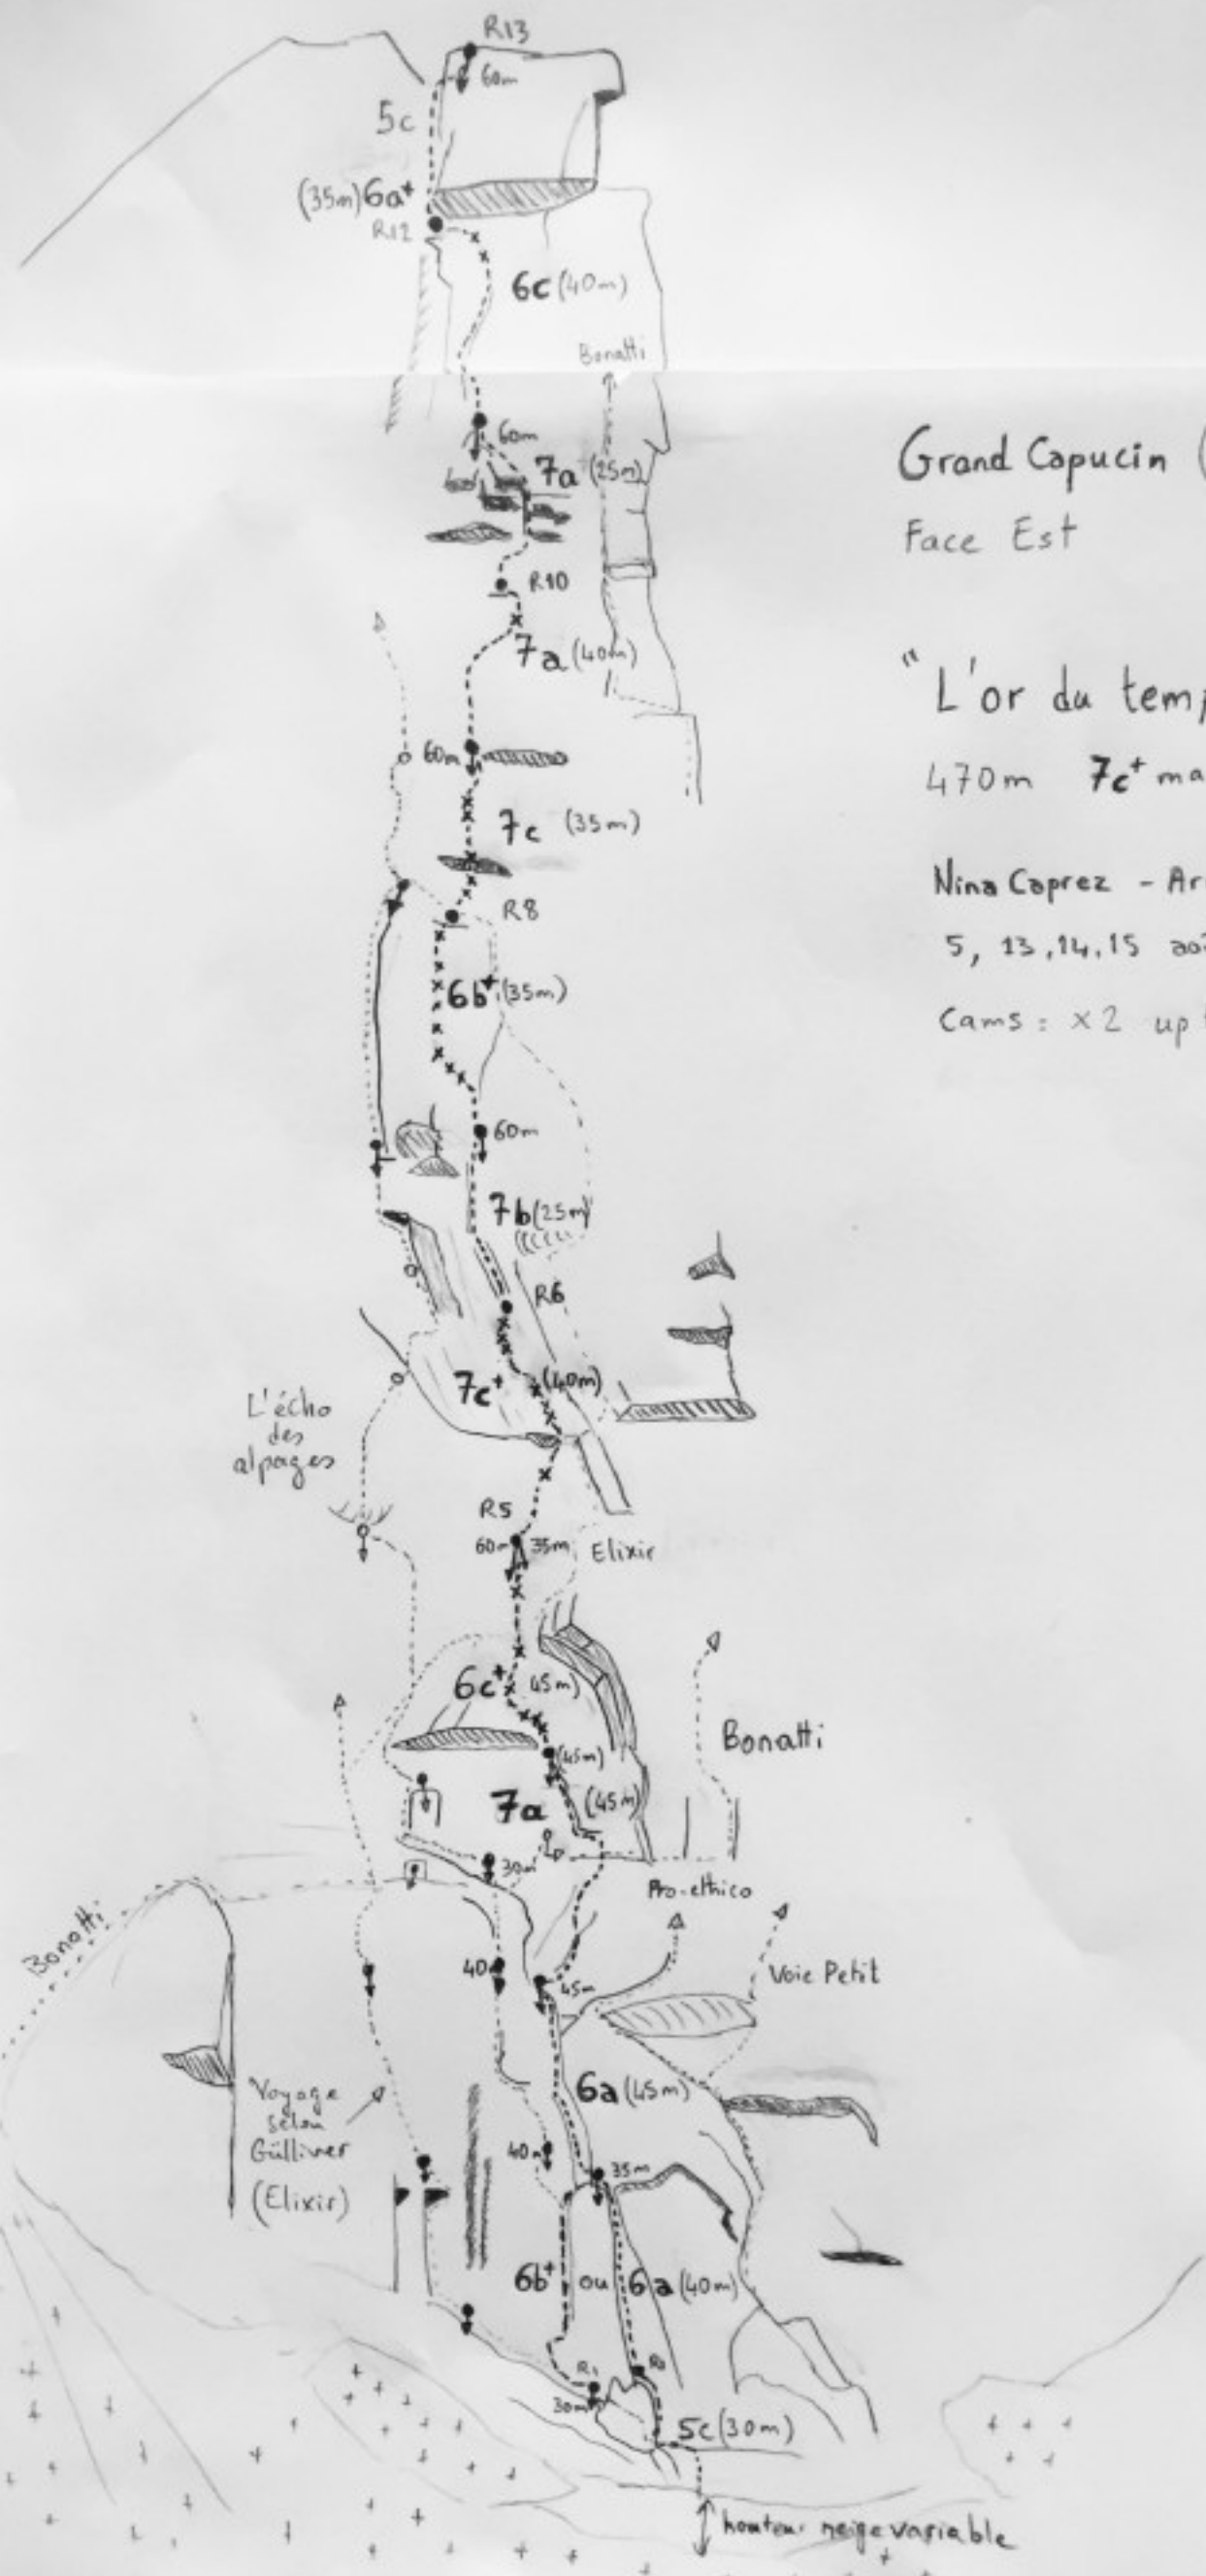 R13
60m
5c
(35m) 6a+
R12
6c (40m)
Bonatti
60m
7a (25m)
Grand Capucin (
Face Est
R10
7a (40m)
"L'or du temp
470m 7c+ ma
60m
7c (35m)
Nina Caprez - Ar
R8
5, 13, 14, 15 aoû
6b+ (35m)
Cams : x2 up
60m
7b (25m)
R6
7c+ (40m)
L'écho
des
alpages
R5
60m 35m
Elixir
6c+ 45m)
Bonatti
(45m)
7a (45m)
30m
Pro-ethico
Bonatti
40
45m
Voie Petit
6a (45m)
Voyage
selon
Gülliver
(Elixir)
40m
35m
6b+ ou 6a (40m)
R1
30m
5c (30m)
hauteur neige variable